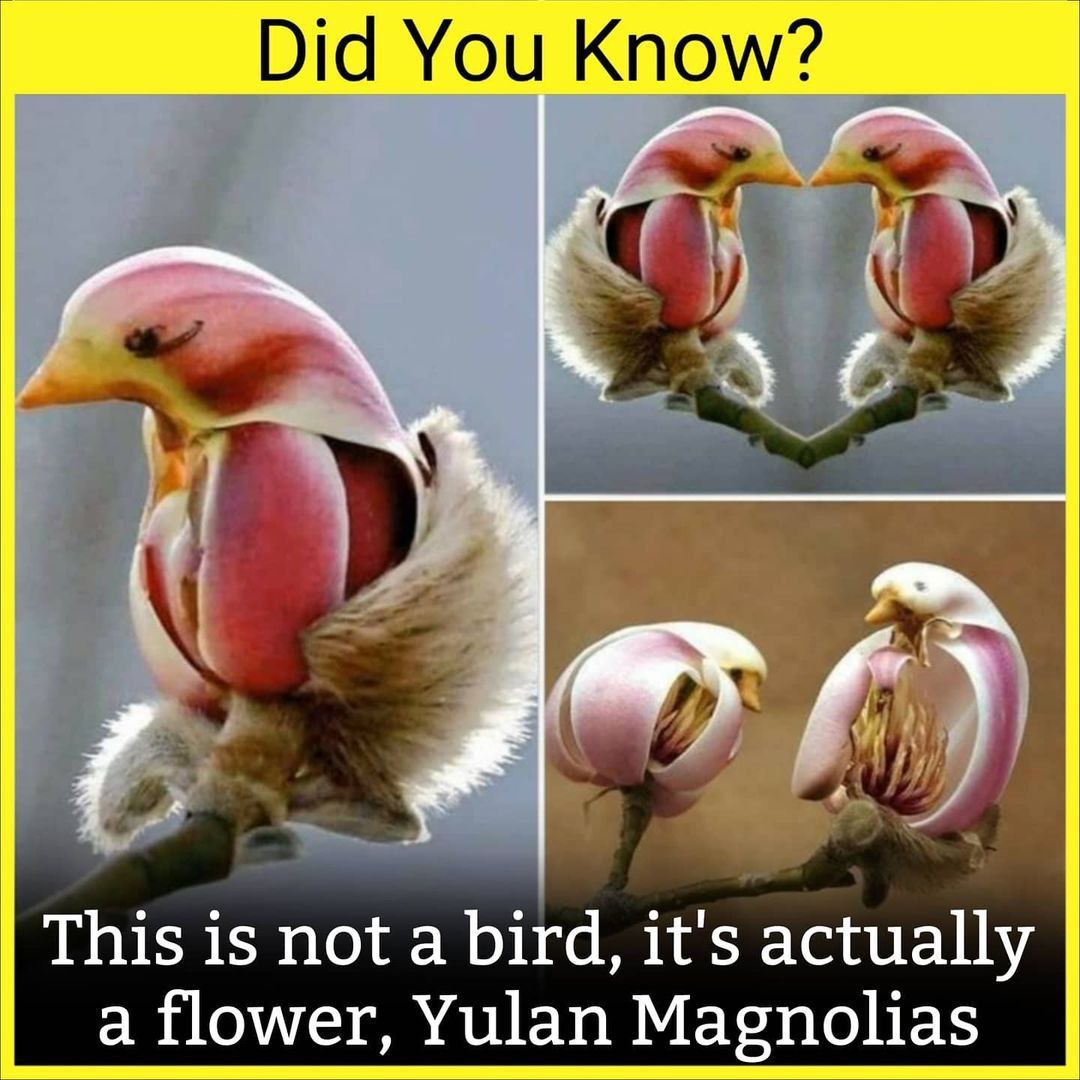 Did You Know?
This is not a bird, it's actually
a flower, Yulan Magnolias